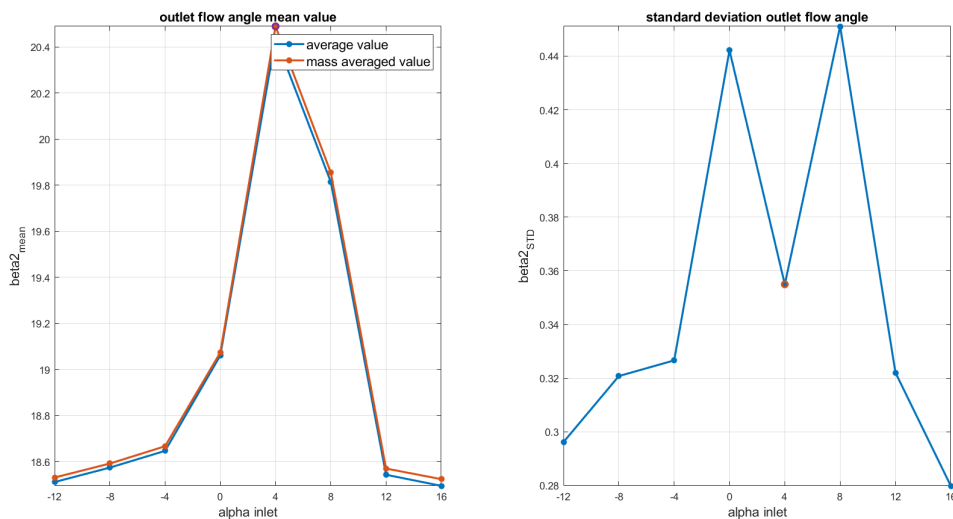 outlet flow angle mean value
20.4
20.2
20
19.8
19.6
19.4
19.2
19
18.8
18.6
-12 -8 -4 0 4 8 12 16
alpha inlet
beta2mean
average value
mass averaged value
standard deviation outlet flow angle
0.44
0.42
0.4
0.38
0.36
0.34
0.32
0.3
0.28
-12 -8 -4 0 4 8 12 16
alpha inlet
beta2STD